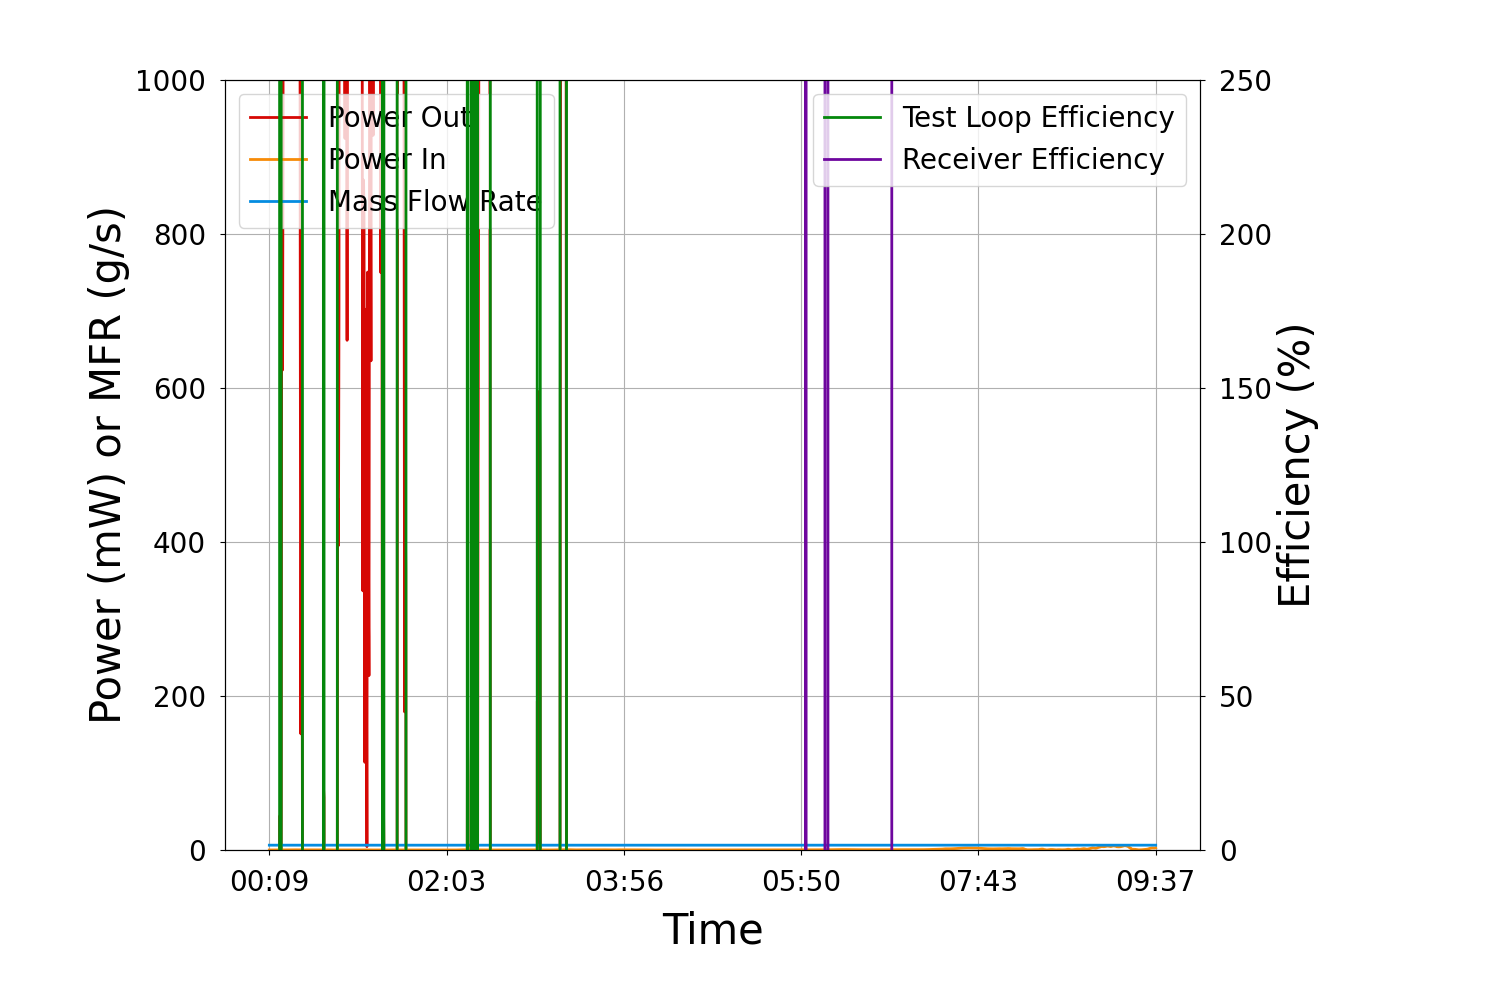 1000
800
600
400
200
0
Power (mW) or MFR (g/s)
Power Out
Power In
Mass Flow Rate
Test Loop Efficiency
Receiver Efficiency
250
200
150
100
50
0
Efficiency (%)
00:09 02:03 03:56 05:50 07:43 09:37
Time